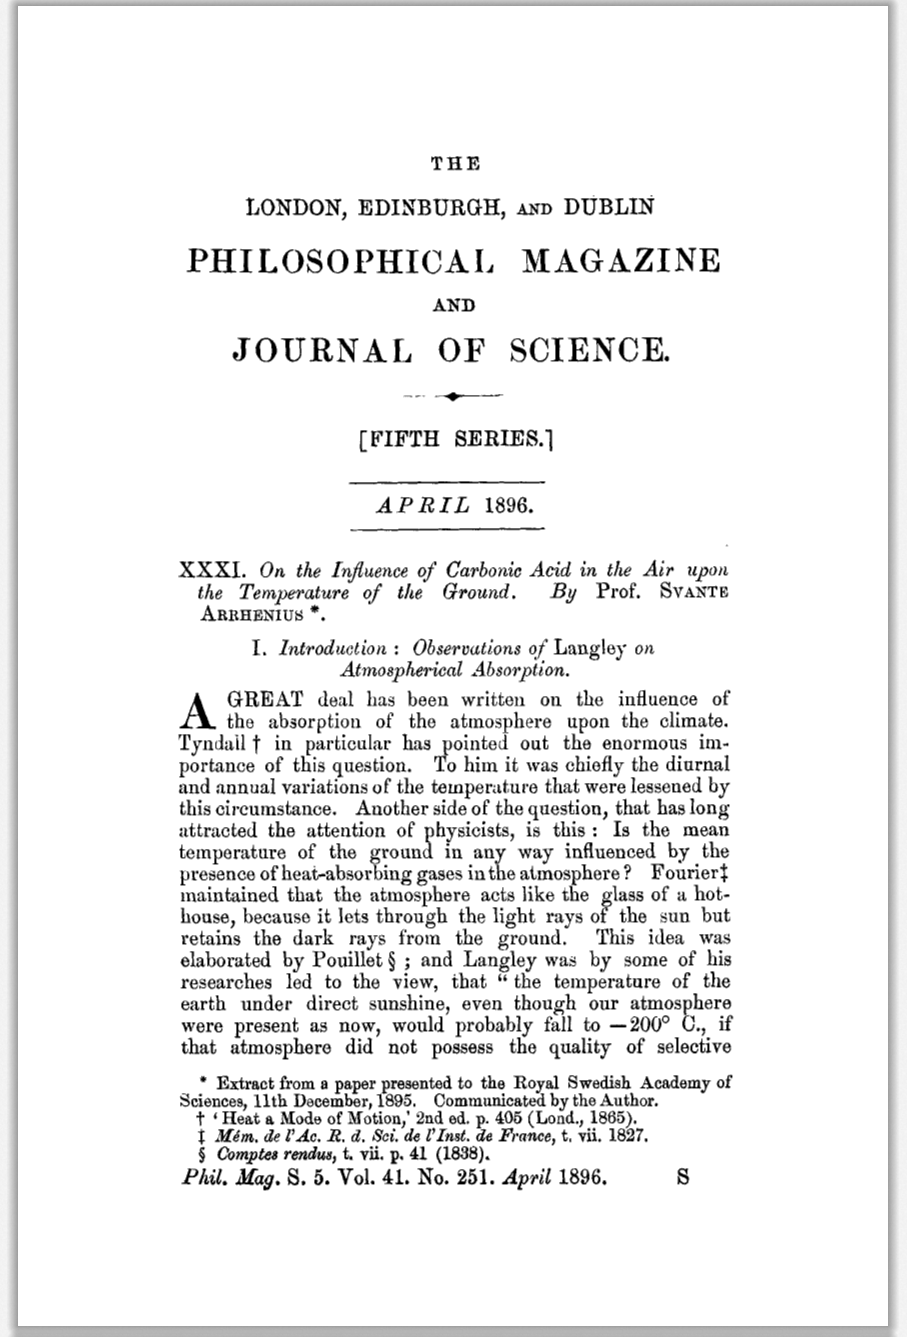 THE
LONDON, EDINBURGH, AND DUBLIN
PHILOSOPHICAL MAGAZINE
AND
JOURNAL OF SCIENCE.
[FIFTH SERIES.]
APRIL 1896.
XXXI. On the Influence of Carbonic Acid in the Air upon
the Temperature of the Ground. By Prof. SVANTE
ARRHENIUS *.
I. Introduction : Observations of Langley on
Atmospherical Absorption.
A GREAT deal has been written on the influence of
the absorption of the atmosphere upon the climate.
Tyndall † in particular has pointed out the enormous im-
portance of this question. To him it was chiefly the diurnal
and annual variations of the temperature that were lessened by
this circumstance. Another side of the question, that has long
attracted the attention of physicists, is this : Is the mean
temperature of the ground in any way influenced by the
presence of heat-absorbing gases in the atmosphere? Fourier‡
maintained that the atmosphere acts like the glass of a hot-
house, because it lets through the light rays of the sun but
retains the dark rays from the ground. This idea was
elaborated by Pouillet § ; and Langley was by some of his
researches led to the view, that “ the temperature of the
earth under direct sunshine, even though our atmosphere
were present as now, would probably fall to —200° C., if
that atmosphere did not possess the quality of selective
* Extract from a paper presented to the Royal Swedish Academy of
Sciences, 11th December, 1895. Communicated by the Author.
† ‘ Heat a Mode of Motion,’ 2nd ed. p. 405 (Lond., 1865).
‡ Mém. de l’Ac. R. d. Sci. de l’Inst. de France, t. vii. 1827.
§ Comptes rendus, t. vii. p. 41 (1838).
Phil. Mag. S. 5. Vol. 41. No. 251. April 1896. S